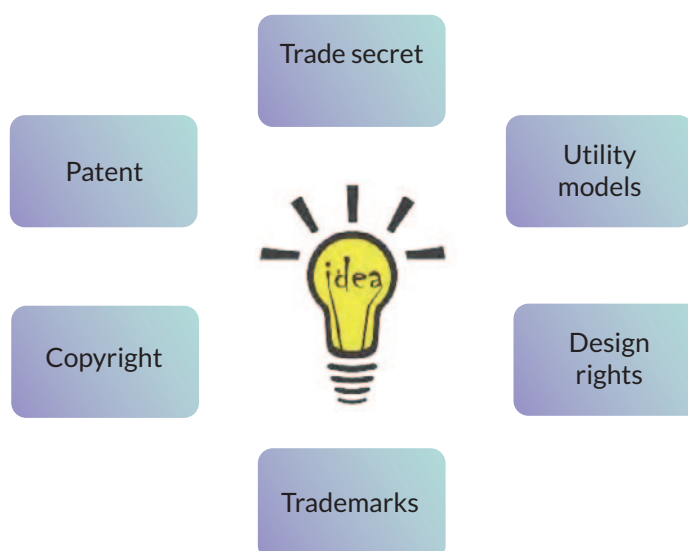 Trade secret
Patent
Utility
models
idea
Copyright
Design
rights
Trademarks